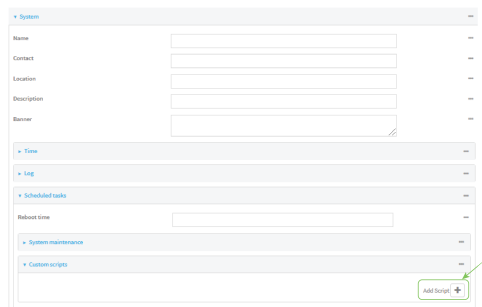 System
Name
Contact
Location
Description
Banner
Time
Log
Scheduled tasks
Reboot time
System maintenance
Custom scripts
Add Script